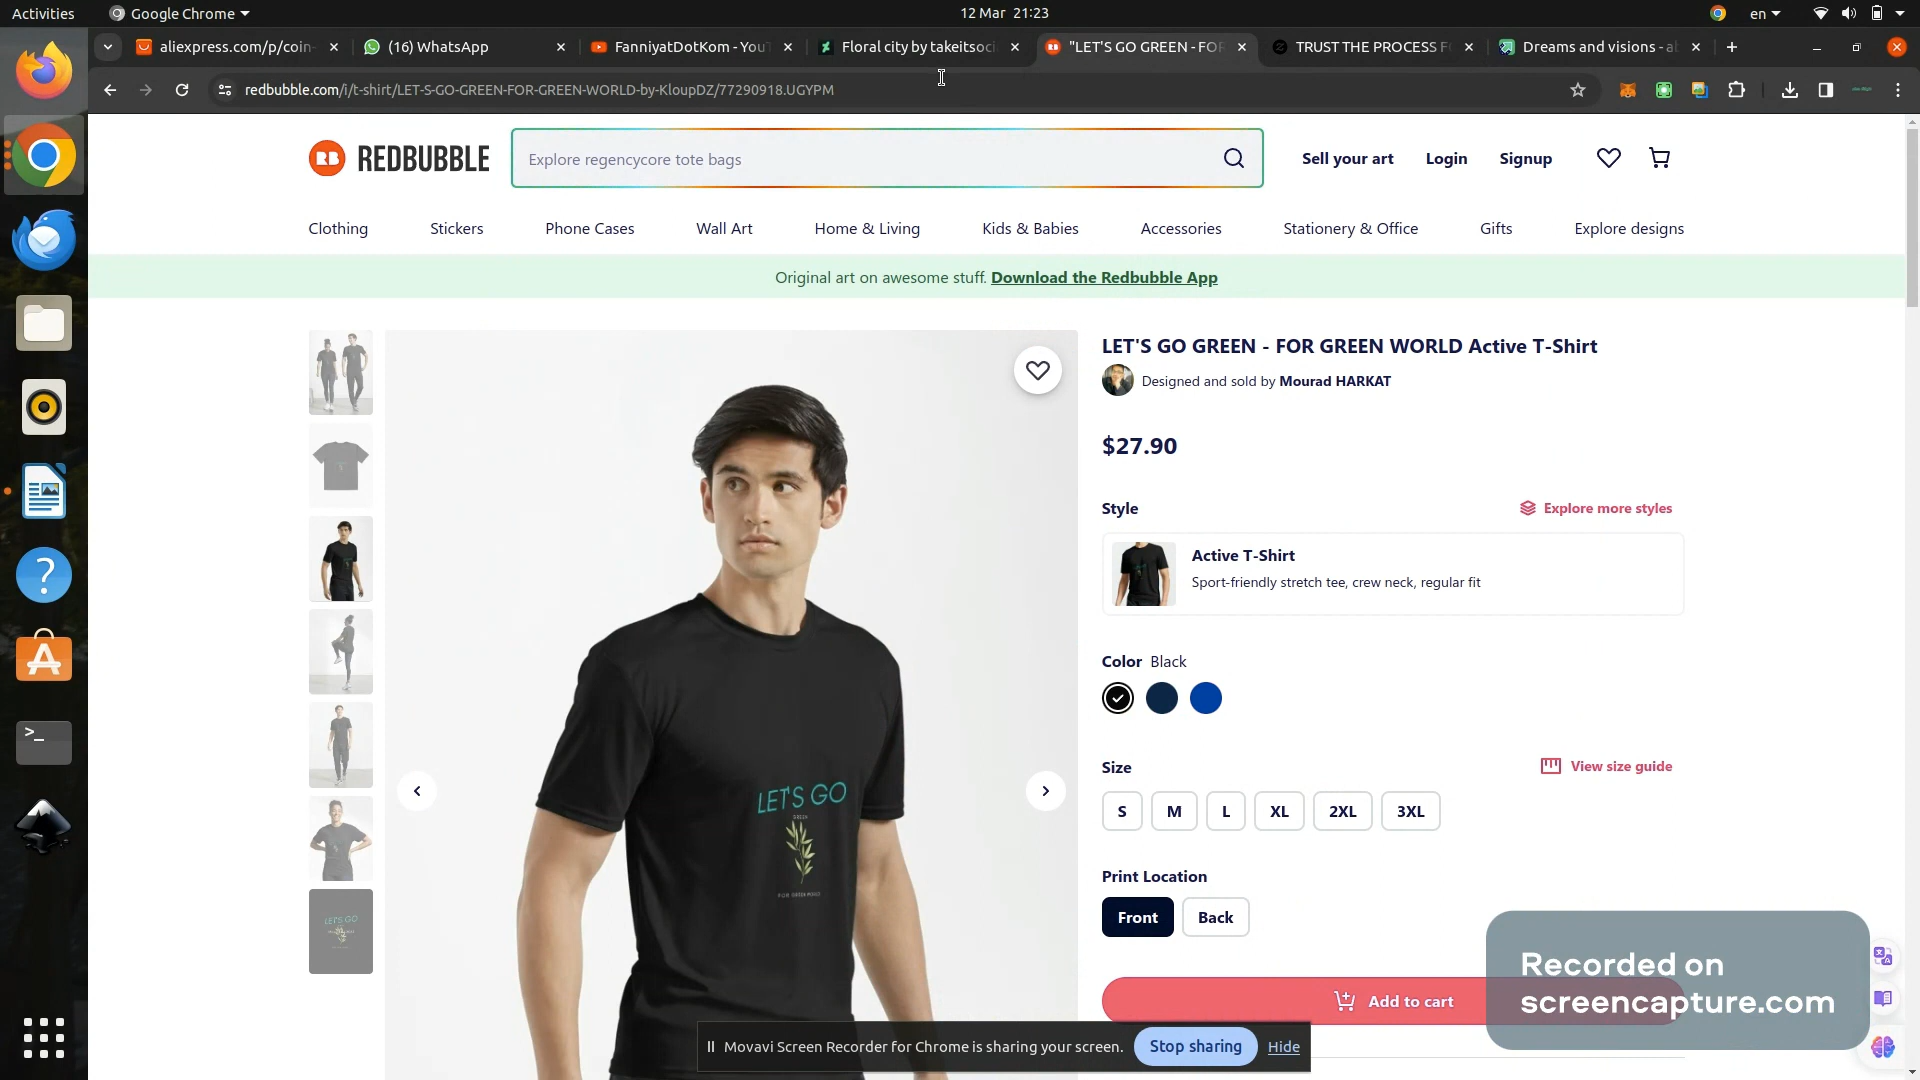 Activities
Google Chrome
12 Mar 21:23
en
aliexpress.com/p/coin-
(16) WhatsApp
FanniyatDotKom - You
Floral city by takeitsoci
"LET'S GO GREEN - FOR
TRUST THE PROCESS F
Dreams and visions - a
redbubble.com/i/t-shirt/LET-S-GO-GREEN-FOR-GREEN-WORLD-by-KloupDZ/77290918.UGYPM
RB REDBUBBLE
Explore regencycore tote bags
Sell your art
Login
Signup
Clothing
Stickers
Phone Cases
Wall Art
Home & Living
Kids & Babies
Accessories
Stationery & Office
Gifts
Explore designs
Original art on awesome stuff. Download the Redbubble App
LET'S GO GREEN - FOR GREEN WORLD Active T-Shirt
Designed and sold by Mourad HARKAT
$27.90
Style
Explore more styles
Active T-Shirt
Sport-friendly stretch tee, crew neck, regular fit
Color Black
Size
View size guide
S
M
L
XL
2XL
3XL
Print Location
Front
Back
Add to cart
LET'S GO
GREEN
FOR GREEN WORLD
LET'S GO
Recorded on
screencapture.com
Movavi Screen Recorder for Chrome is sharing your screen.
Stop sharing
Hide